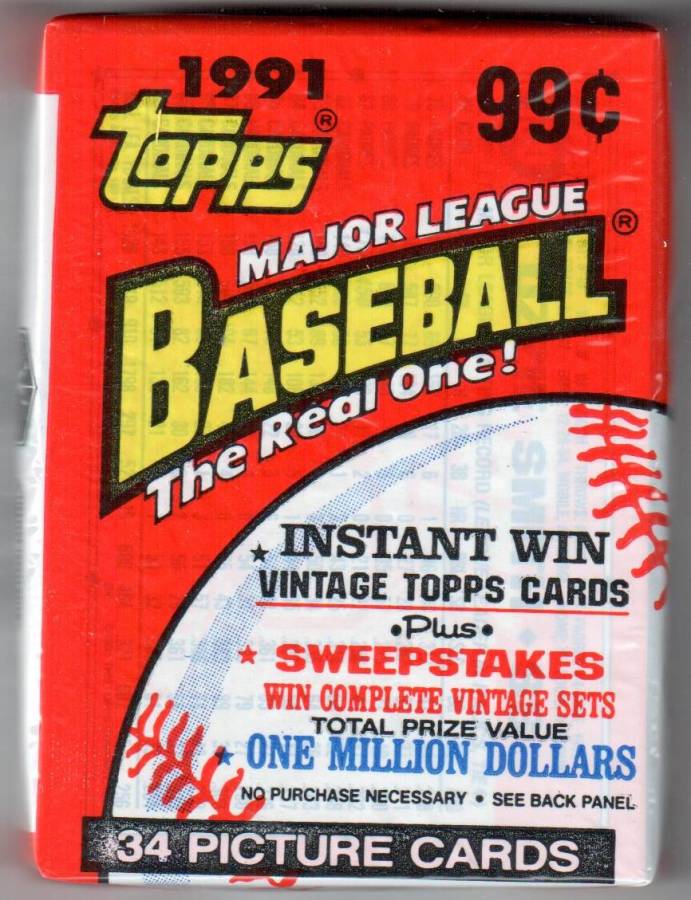 1991
99¢
Topps®
MAJOR LEAGUE
BASEBALL®
The Real One!
★ INSTANT WIN
VINTAGE TOPPS CARDS
•Plus•
★ SWEEPSTAKES
WIN COMPLETE VINTAGE SETS
TOTAL PRIZE VALUE
★ ONE MILLION DOLLARS
NO PURCHASE NECESSARY • SEE BACK PANEL
34 PICTURE CARDS